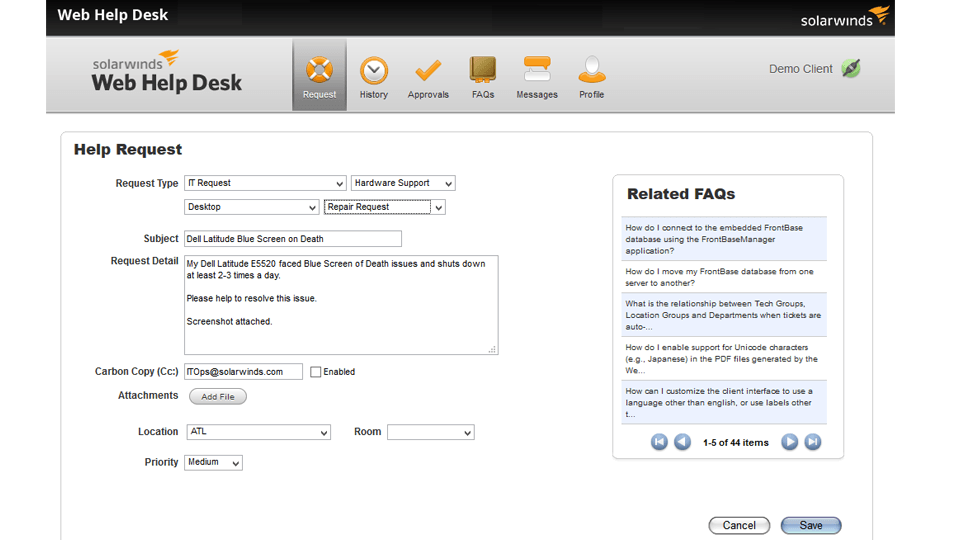 Web Help Desk
solarwinds
solarwinds
Web Help Desk
Request
History
Approvals
FAQs
Messages
Profile
Demo Client
Help Request
Request Type
IT Request
Hardware Support
Desktop
Repair Request
Subject
Dell Latitude Blue Screen on Death
Request Detail
My Dell Latitude E5520 faced Blue Screen of Death issues and shuts down
at least 2-3 times a day.
Please help to resolve this issue.
Screenshot attached.
Carbon Copy (Cc:)
ITOps@solarwinds.com
Enabled
Attachments
Add File
Location
ATL
Room
Priority
Medium
Related FAQs
How do I connect to the embedded FrontBase
database using the FrontBaseManager
application?
How do I move my FrontBase database from one
server to another?
What is the relationship between Tech Groups,
Location Groups and Departments when tickets are
auto-...
How do I enable support for Unicode characters
(e.g., Japanese) in the PDF files generated by the
We...
How can I customize the client interface to use a
language other than english, or use labels other
t...
1-5 of 44 items
Cancel
Save